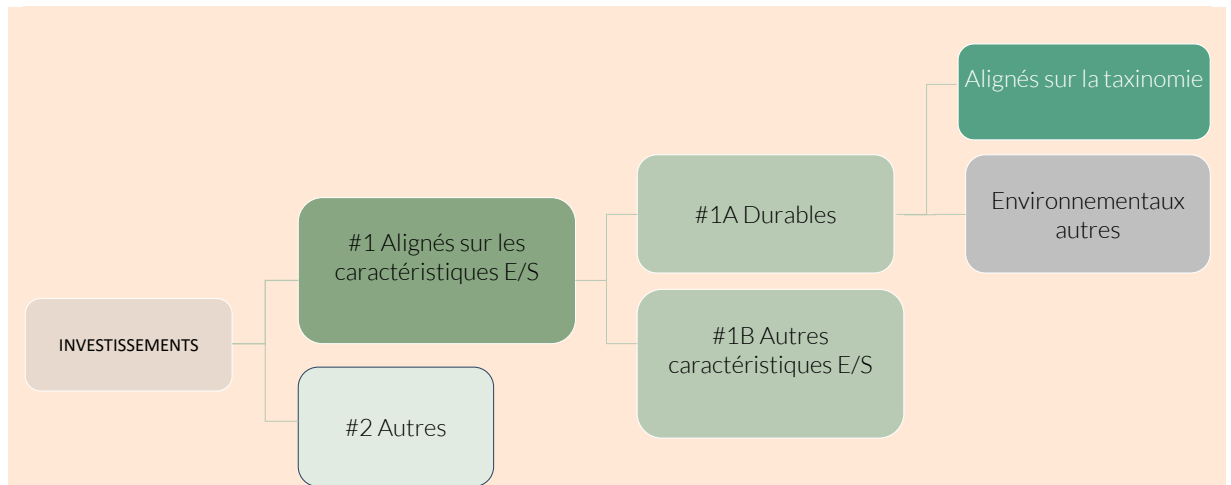 Alignés sur la taxinomie
#1A Durables
Environnementaux
autres
#1 Alignés sur les
caractéristiques E/S
INVESTISSEMENTS
#1B Autres
caractéristiques E/S
#2 Autres